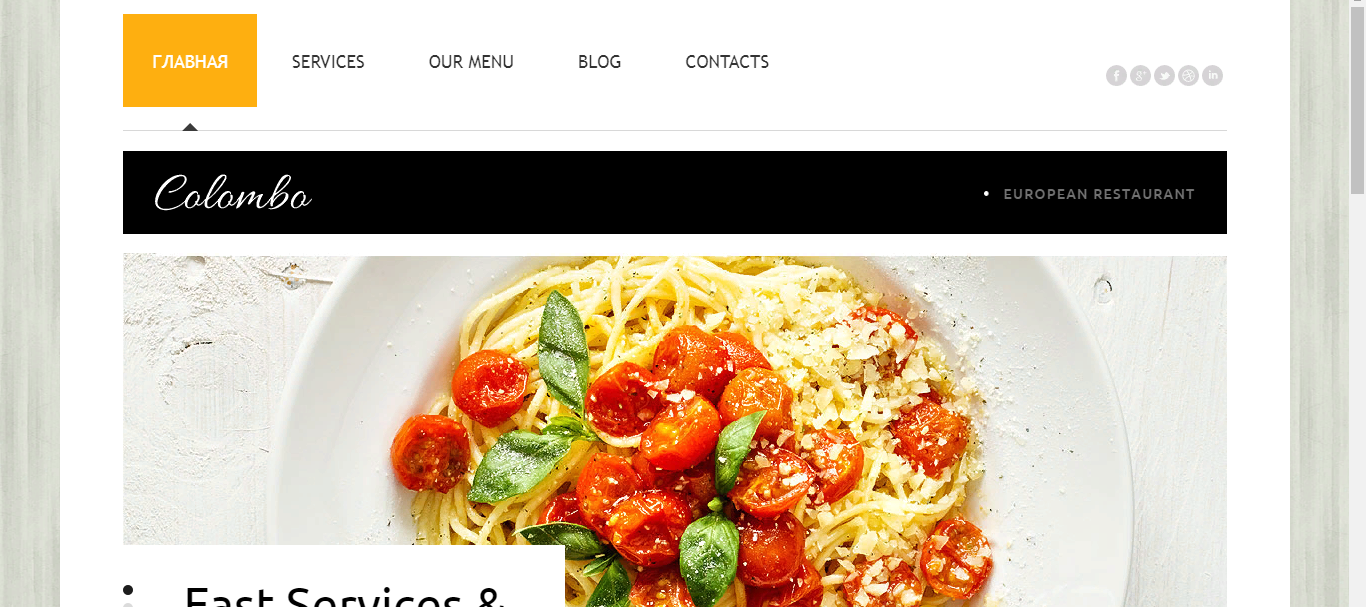 ГЛАВНАЯ SERVICES OUR MENU BLOG CONTACTS
Colombo
• EUROPEAN RESTAURANT
Fast Services &